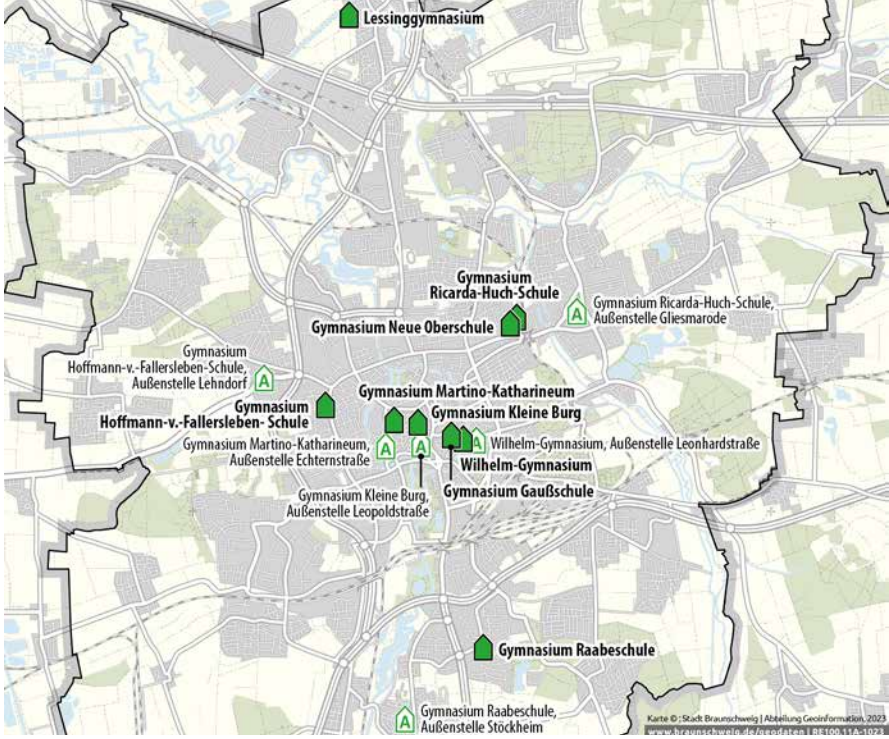 Lessinggymnasium
Gymnasium
Ricarda-Huch-Schule
Gymnasium Ricarda-Huch-Schule,
Außenstelle Gliesmarode
A
Gymnasium Neue Oberschule
Gymnasium
Hoffmann-v.-Fallersleben-Schule,
Außenstelle Lehndorf
A
Gymnasium
Hoffmann-v.-Fallersleben- Schule
Gymnasium Martino-Katharineum
Gymnasium Kleine Burg
Gymnasium Martino-Katharineum,
Außenstelle Echternstraße
A
A
A
Wilhelm-Gymnasium, Außenstelle Leonhardstraße
Wilhelm-Gymnasium
Gymnasium Gaußschule
Gymnasium Kleine Burg,
Außenstelle Leopoldstraße
Gymnasium Raabeschule
A
Gymnasium Raabeschule,
Außenstelle Stöckheim
Karte ©: Stadt Braunschweig | Abteilung Geoinformation, 2023
www.braunschweig.de/geodaten | RE100.11A-1023